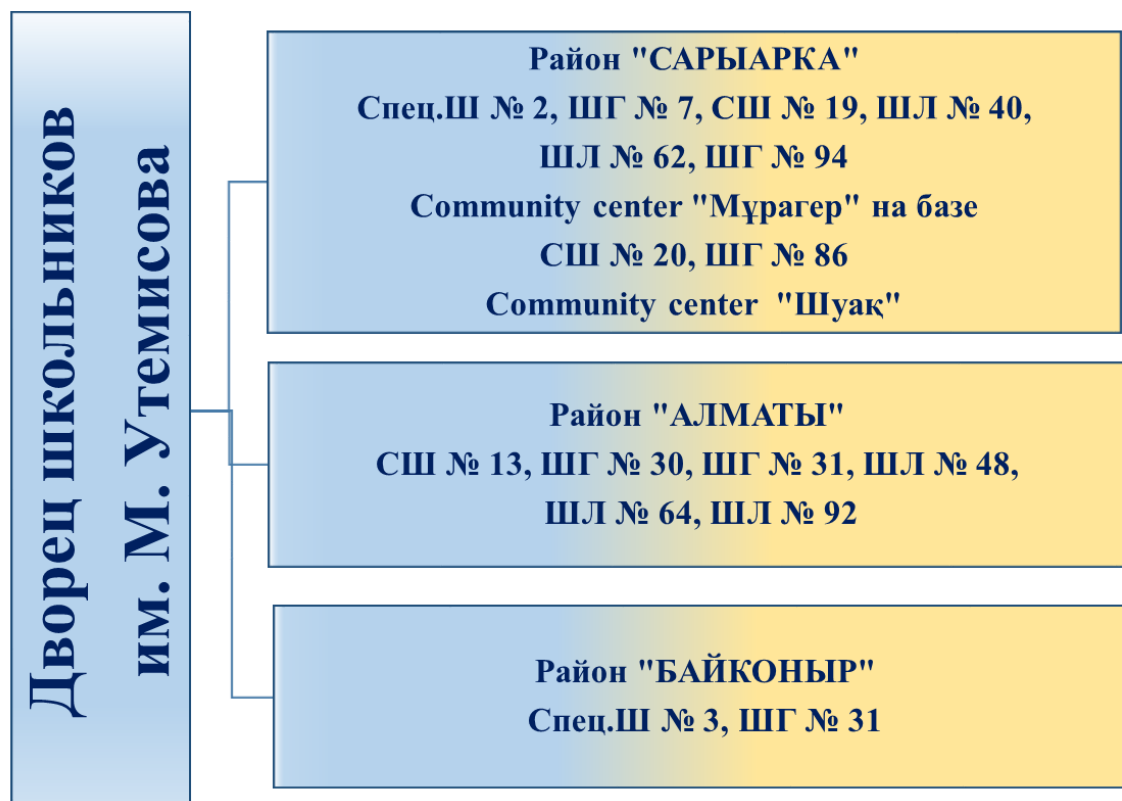 Дворец школьников
им. М. Утемисова
Район "САРЫАРКА"
Спец.Ш № 2, ШГ № 7, СШ № 19, ШЛ № 40,
ШЛ № 62, ШГ № 94
Community center "Мұрагер" на базе
СШ № 20, ШГ № 86
Community center "Шуақ"
Район "АЛМАТЫ"
СШ № 13, ШГ № 30, ШГ № 31, ШЛ № 48,
ШЛ № 64, ШЛ № 92
Район "БАЙКОНЫР"
Спец.Ш № 3, ШГ № 31